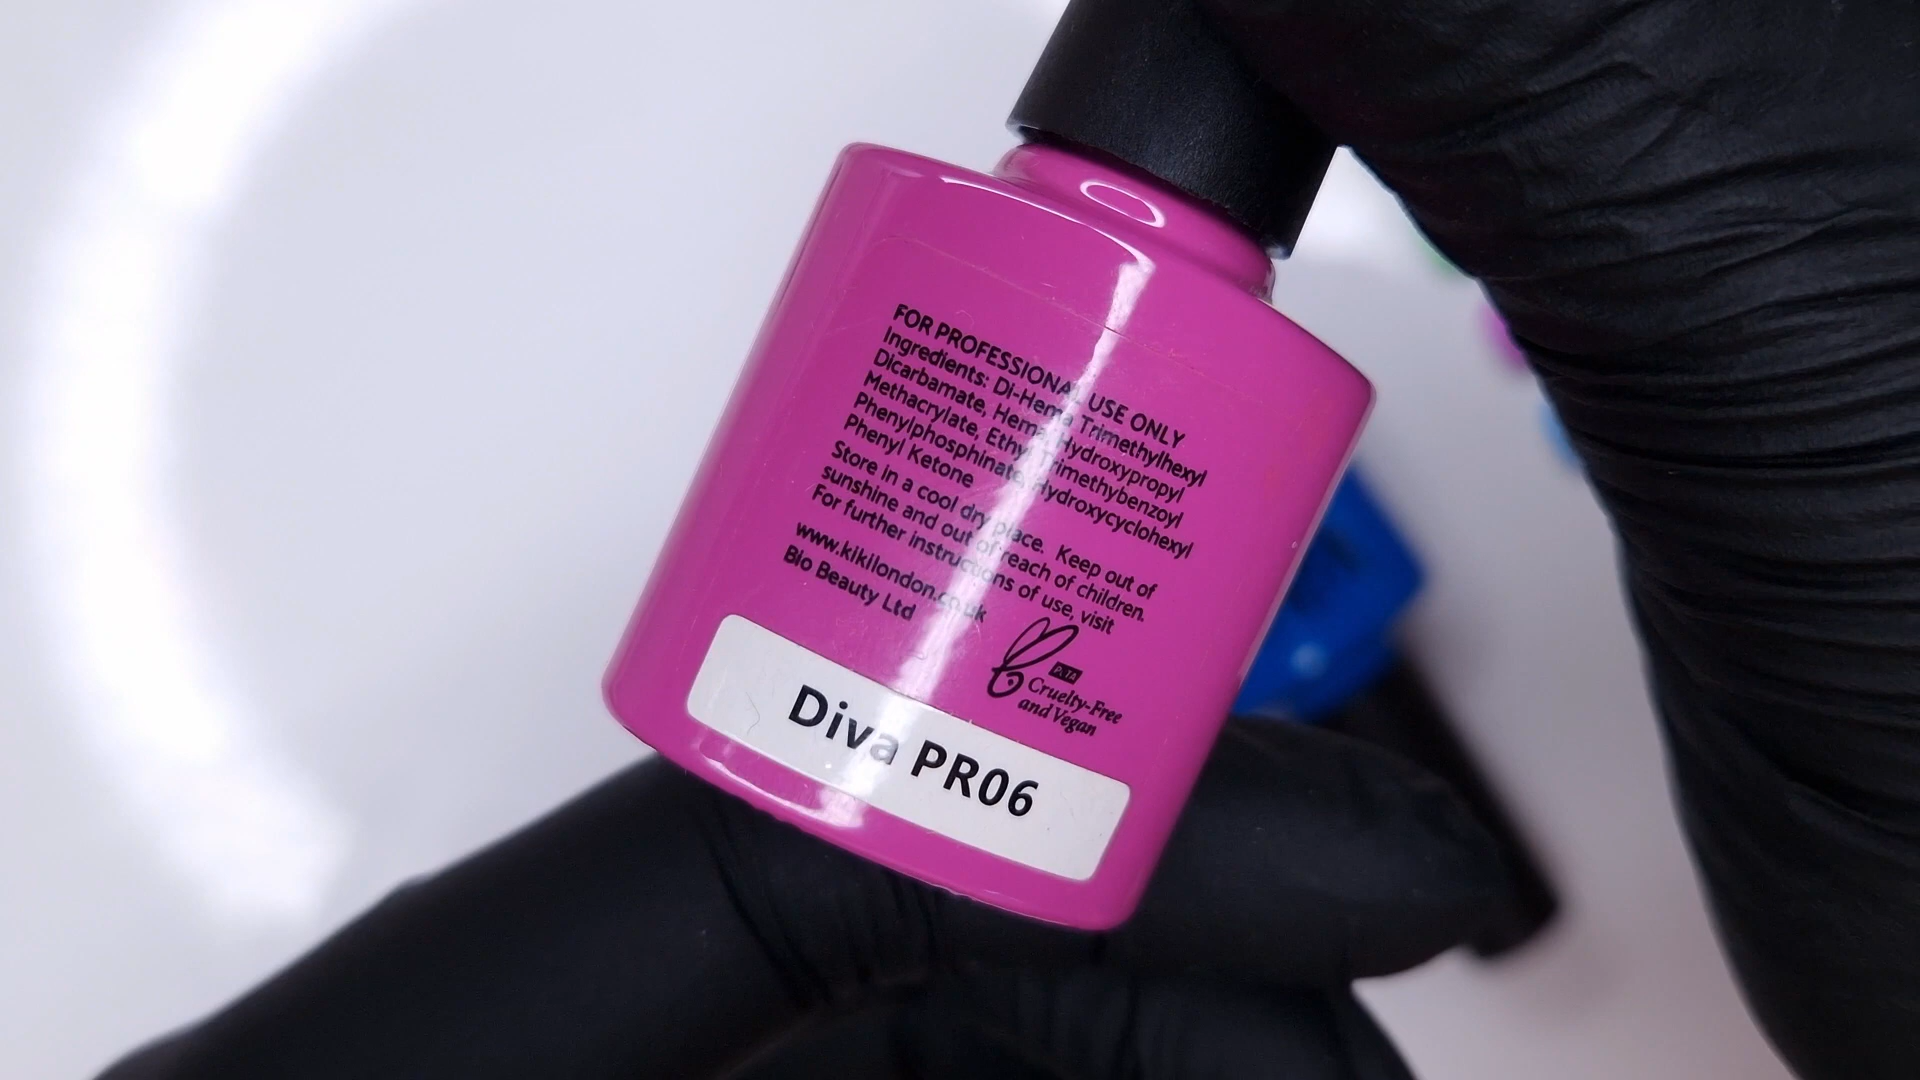 FOR PROFESSIONAL USE ONLY
Ingredients: Di-Hema Trimethylhexyl
Dicarbamate, Hema, Hydroxypropyl
Methacrylate, Ethyl Trimethybenzoyl
Phenylphosphinate, Hydroxycyclohexyl
Phenyl Ketone
Store in a cool dry place. Keep out of
sunshine and out of reach of children.
For further instructions of use, visit
www.kikilondon.co.uk
Bio Beauty Ltd
PETA
Cruelty-Free
and Vegan
Diva PR06